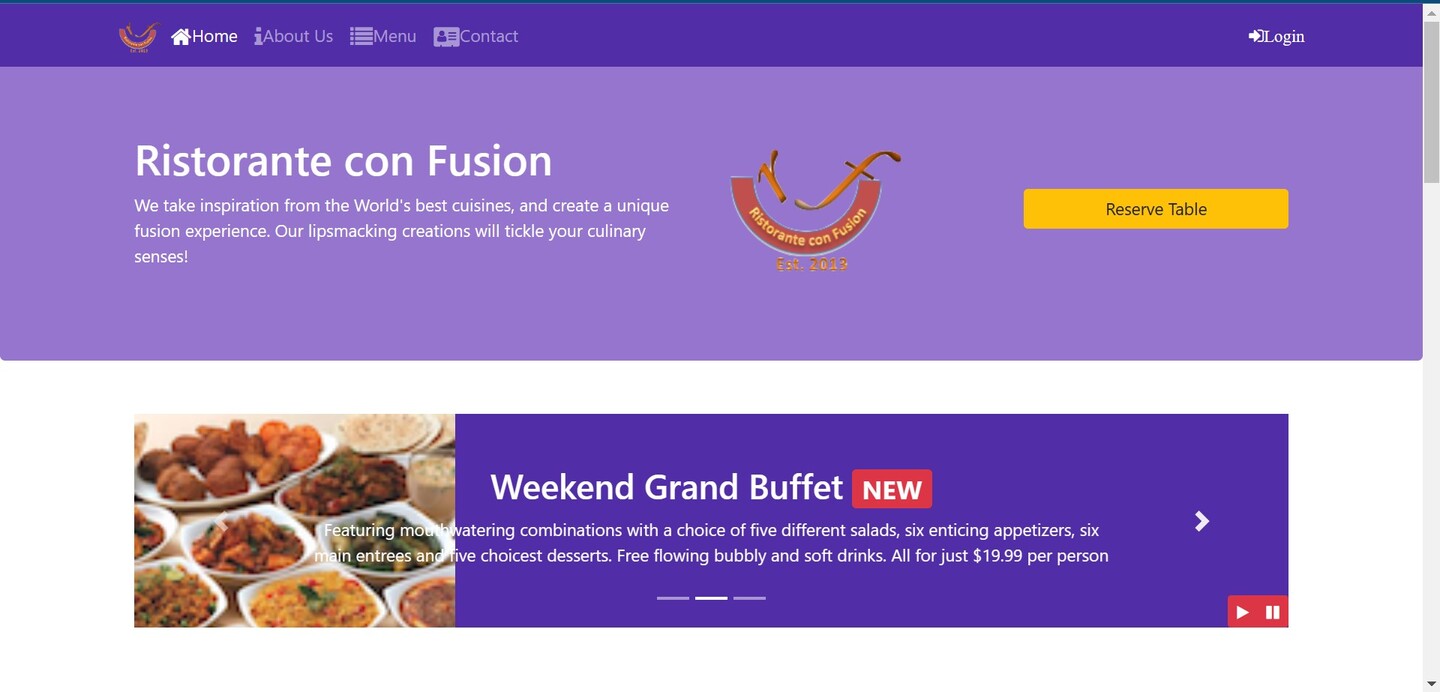 Home About Us Menu Contact Login
Ristorante con Fusion
We take inspiration from the World's best cuisines, and create a unique
fusion experience. Our lipsmacking creations will tickle your culinary
senses!
Ristorante con Fusion
Est. 2013
Reserve Table
Weekend Grand Buffet NEW
Featuring mouthwatering combinations with a choice of five different salads, six enticing appetizers, six
main entrees and five choicest desserts. Free flowing bubbly and soft drinks. All for just $19.99 per person